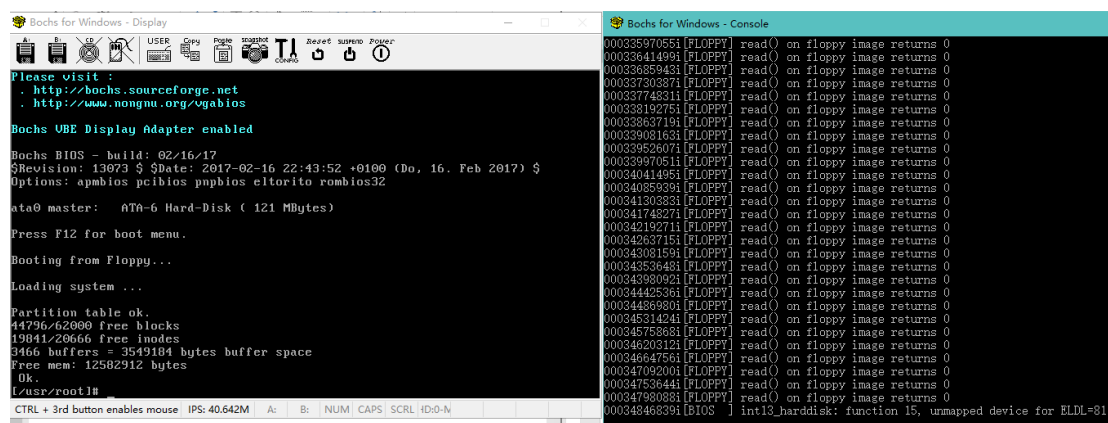 Bochs for Windows - Display
A: B: CD USER Copy Paste snapshot CONFIG Reset SUSPEND Power
Please visit :
. http://bochs.sourceforge.net
. http://www.nongnu.org/vgabios
Bochs VBE Display Adapter enabled
Bochs BIOS - build: 02/16/17
$Revision: 13073 $ $Date: 2017-02-16 22:43:52 +0100 (Do, 16. Feb 2017) $
Options: apmbios pcibios pnpbios eltorito rombios32
ata0 master: ATA-6 Hard-Disk ( 121 MBytes)
Press F12 for boot menu.
Booting from Floppy...
Loading system ...
Partition table ok.
44796/62000 free blocks
19841/20666 free inodes
3466 buffers = 3549184 bytes buffer space
Free mem: 12582912 bytes
Ok.
[/usr/root]# _
CTRL + 3rd button enables mouse IPS: 40.642M A: B: NUM CAPS SCRL
Bochs for Windows - Console
00033597055i[FLOPPY] read() on floppy image returns 0
00033641499i[FLOPPY] read() on floppy image returns 0
00033685943i[FLOPPY] read() on floppy image returns 0
00033730387i[FLOPPY] read() on floppy image returns 0
00033774831i[FLOPPY] read() on floppy image returns 0
00033819275i[FLOPPY] read() on floppy image returns 0
00033863719i[FLOPPY] read() on floppy image returns 0
00033908163i[FLOPPY] read() on floppy image returns 0
00033952607i[FLOPPY] read() on floppy image returns 0
00033997051i[FLOPPY] read() on floppy image returns 0
00034041495i[FLOPPY] read() on floppy image returns 0
00034085939i[FLOPPY] read() on floppy image returns 0
00034130383i[FLOPPY] read() on floppy image returns 0
00034174827i[FLOPPY] read() on floppy image returns 0
00034219271i[FLOPPY] read() on floppy image returns 0
00034263715i[FLOPPY] read() on floppy image returns 0
00034308159i[FLOPPY] read() on floppy image returns 0
00034353648i[FLOPPY] read() on floppy image returns 0
00034398092i[FLOPPY] read() on floppy image returns 0
00034442536i[FLOPPY] read() on floppy image returns 0
00034486980i[FLOPPY] read() on floppy image returns 0
00034531424i[FLOPPY] read() on floppy image returns 0
00034575868i[FLOPPY] read() on floppy image returns 0
00034620312i[FLOPPY] read() on floppy image returns 0
00034664756i[FLOPPY] read() on floppy image returns 0
00034709200i[FLOPPY] read() on floppy image returns 0
00034753644i[FLOPPY] read() on floppy image returns 0
00034798088i[FLOPPY] read() on floppy image returns 0
00034846839i[BIOS ] int13_harddisk: function 15, unmapped device for ELDL=81